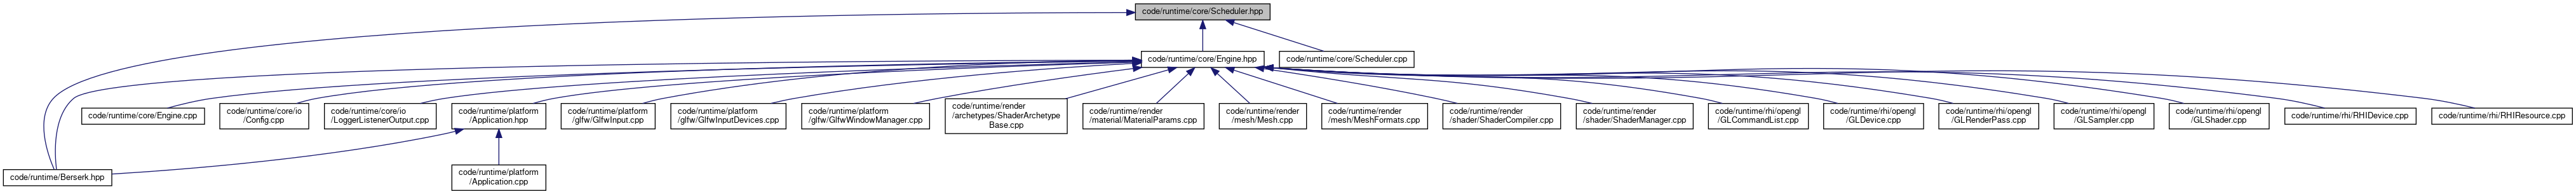 code/runtime/core/Scheduler.hpp
code/runtime/core/Engine.hpp
code/runtime/core/Scheduler.cpp
code/runtime/core/Engine.cpp
code/runtime/core/io
/Config.cpp
code/runtime/core/io
/LoggerListenerOutput.cpp
code/runtime/platform
/Application.hpp
code/runtime/platform
/glfw/GlfwInput.cpp
code/runtime/platform
/glfw/GlfwInputDevices.cpp
code/runtime/platform
/glfw/GlfwWindowManager.cpp
code/runtime/render
/archetypes/ShaderArchetype
Base.cpp
code/runtime/render
/material/MaterialParams.cpp
code/runtime/render
/mesh/Mesh.cpp
code/runtime/render
/mesh/MeshFormats.cpp
code/runtime/render
/shader/ShaderCompiler.cpp
code/runtime/render
/shader/ShaderManager.cpp
code/runtime/rhi/opengl
/GLCommandList.cpp
code/runtime/rhi/opengl
/GLDevice.cpp
code/runtime/rhi/opengl
/GLRenderPass.cpp
code/runtime/rhi/opengl
/GLSampler.cpp
code/runtime/rhi/opengl
/GLShader.cpp
code/runtime/rhi/RHIDevice.cpp
code/runtime/rhi/RHIResource.cpp
code/runtime/Berserk.hpp
code/runtime/platform
/Application.cpp